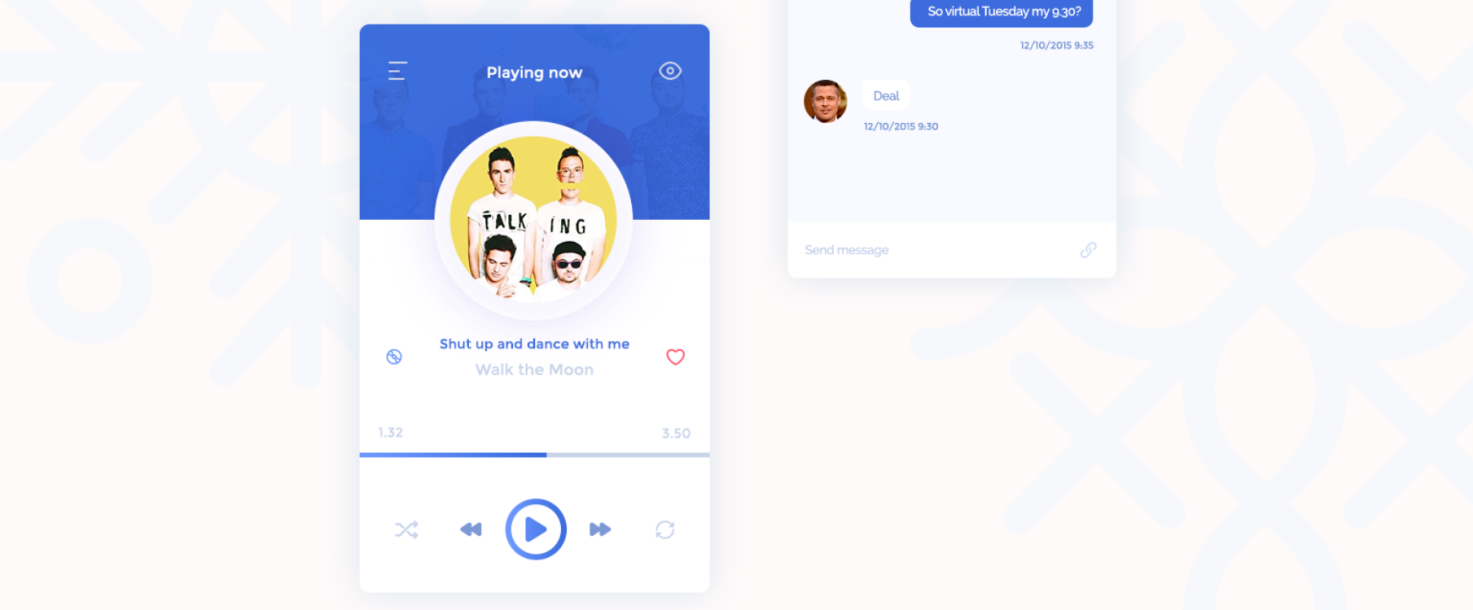 Playing now
TALK ING
Shut up and dance with me
Walk the Moon
1.32
3.50
So virtual Tuesday my 9.30?
12/10/2015 9:35
Deal
12/10/2015 9:30
Send message